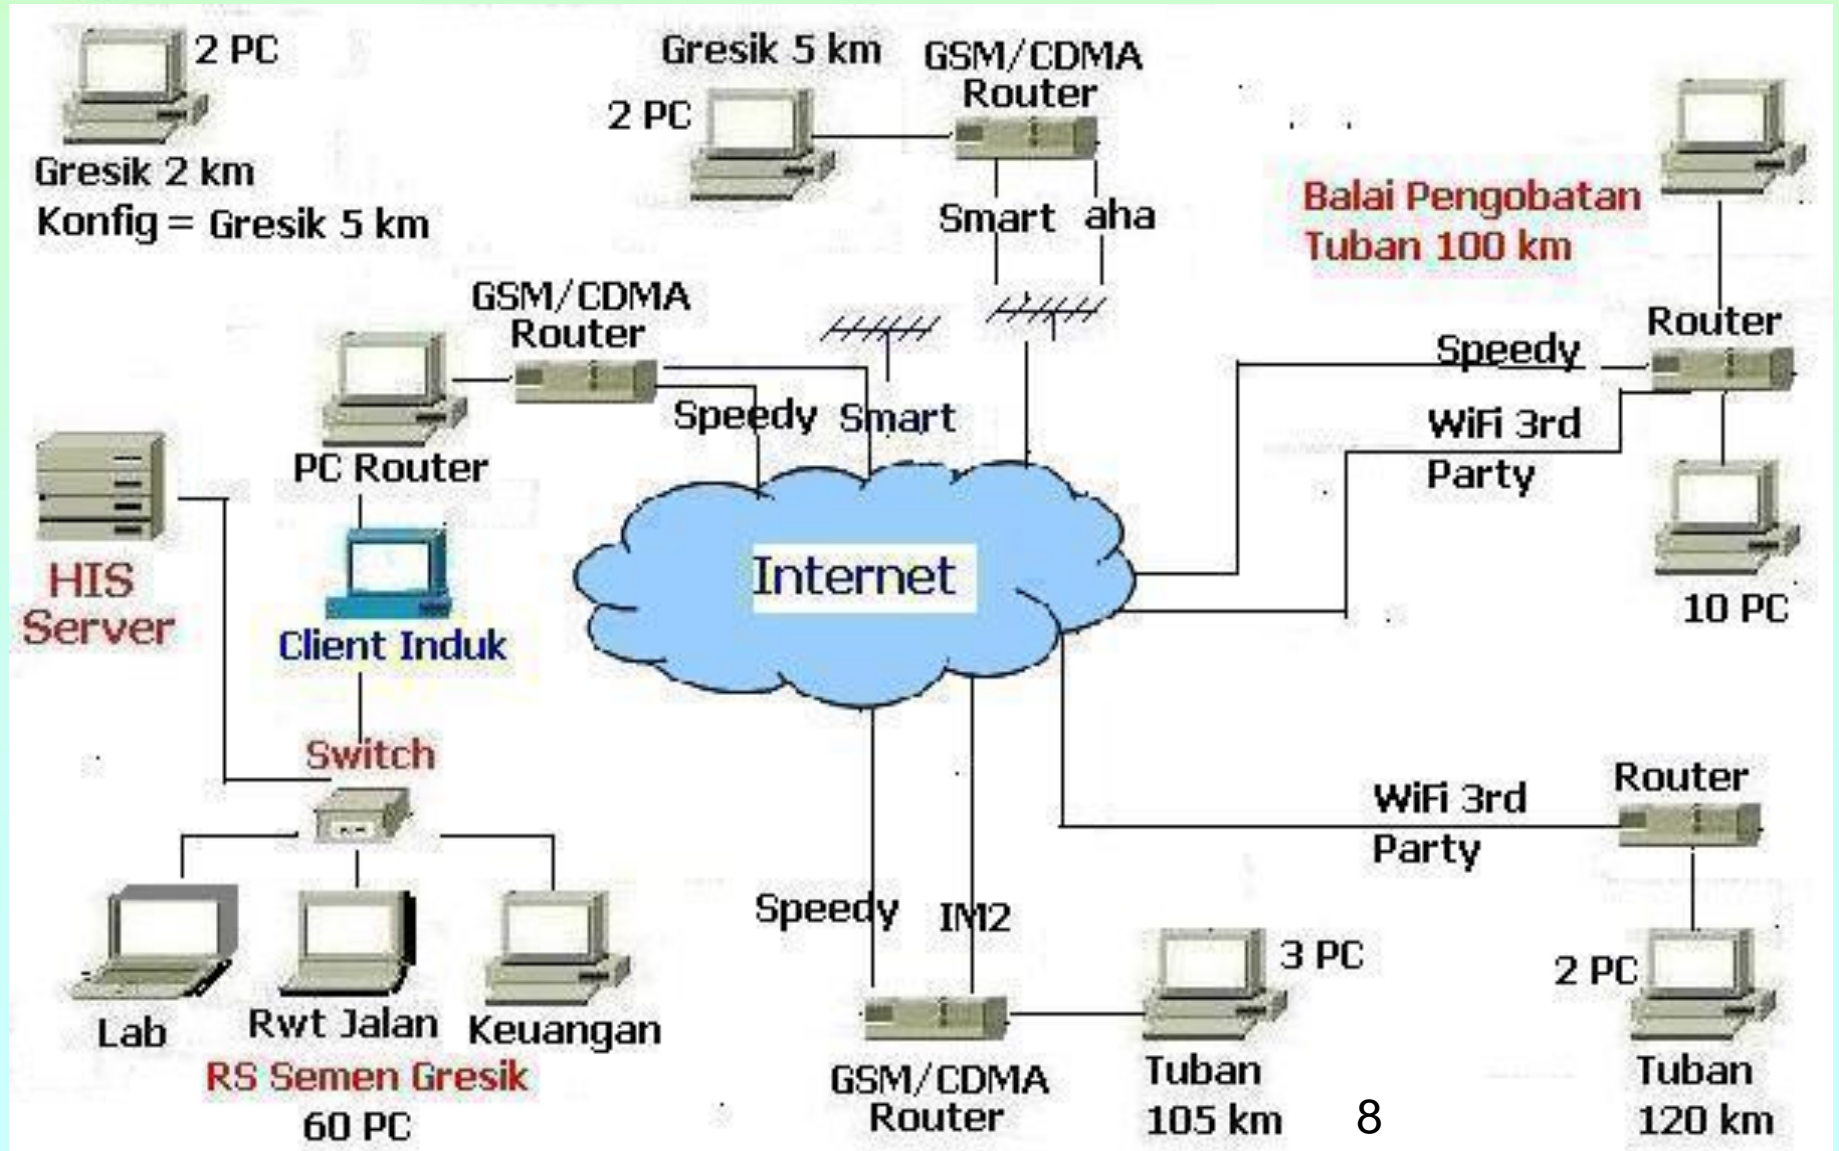 2 PC
Gresik 2 km
Konfig = Gresik 5 km
Gresik 5 km
2 PC
GSM/CDMA
Router
Smart
aha
Balai Pengobatan
Tuban 100 km
Router
Speedy
WiFi 3rd
Party
10 PC
GSM/CDMA
Router
Speedy
Smart
PC Router
HIS
Server
Client Induk
Internet
Switch
Lab
Rwt Jalan
Keuangan
RS Semen Gresik
60 PC
Speedy
IM2
GSM/CDMA
Router
3 PC
Tuban
105 km
WiFi 3rd
Party
Router
2 PC
Tuban
120 km
8